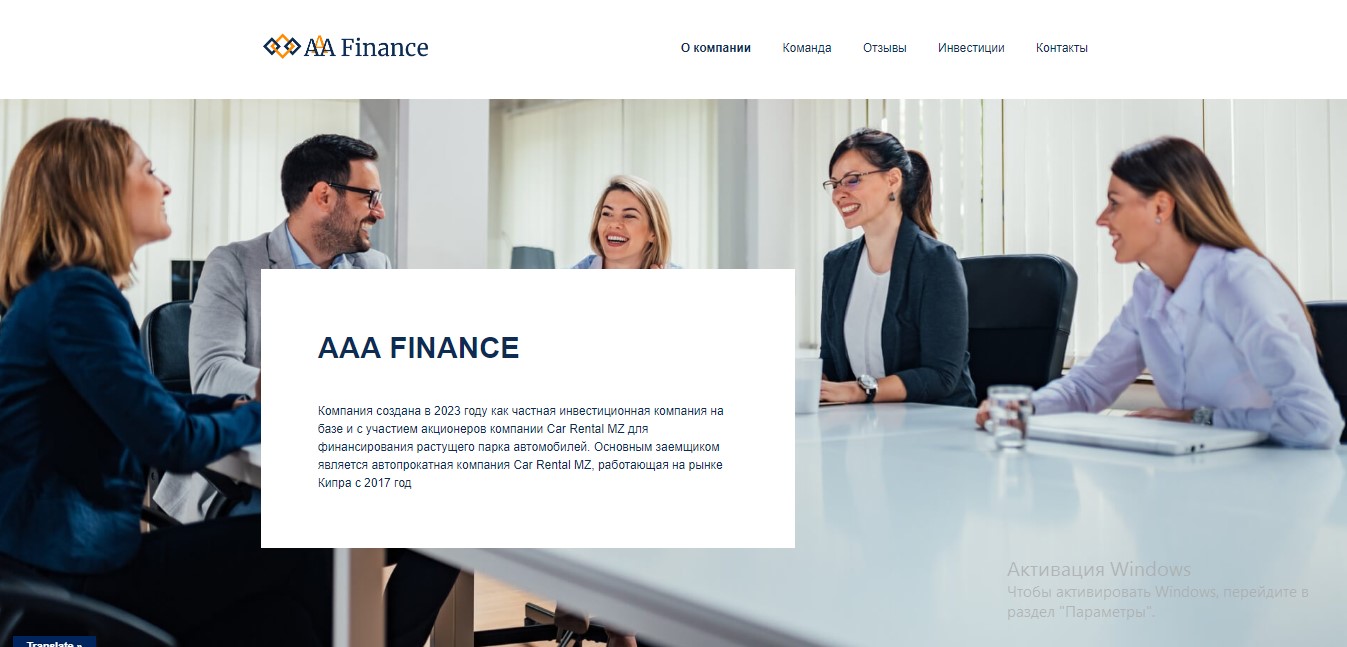 AAA Finance
О компании
Команда
Отзывы
Инвестиции
Контакты
AAA FINANCE
Компания создана в 2023 году как частная инвестиционная компания на
базе и с участием акционеров компании Car Rental MZ для
финансирования растущего парка автомобилей. Основным заемщиком
является автопрокатная компания Car Rental MZ, работающая на рынке
Кипра с 2017 год
Активация Windows
Чтобы активировать Windows, перейдите в
раздел "Параметры".
Translate »